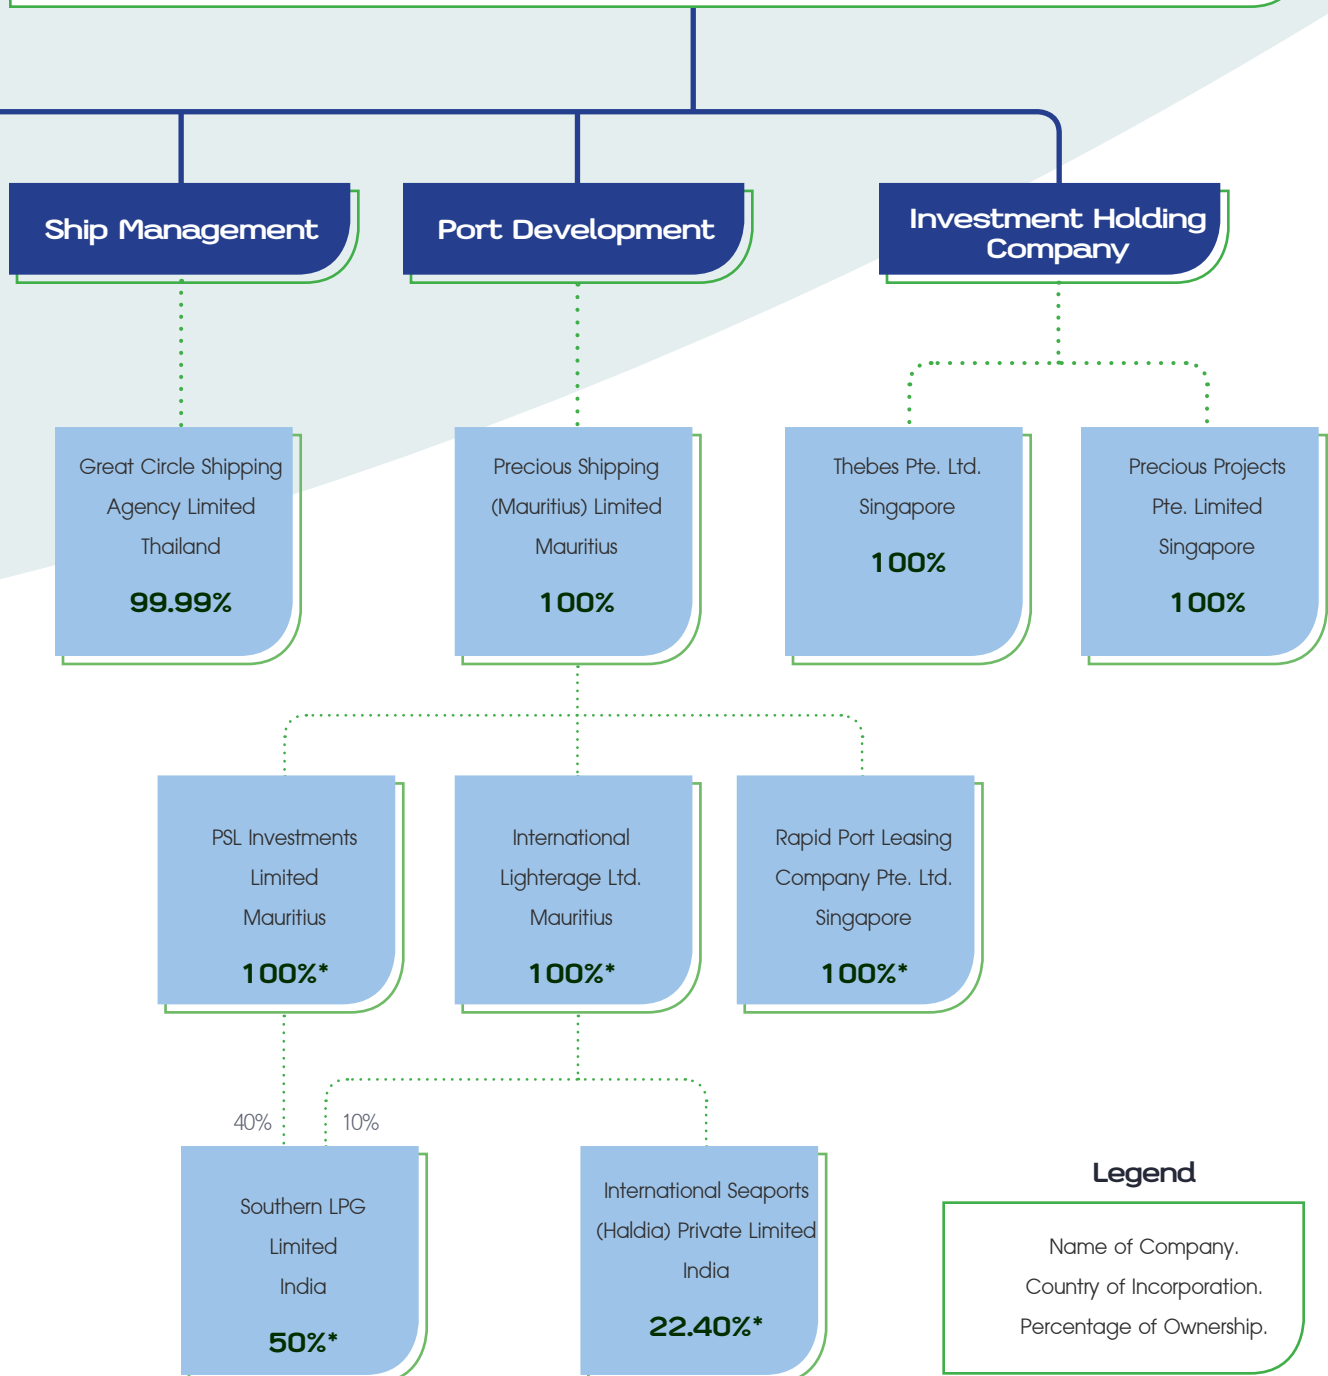 Ship Management
Port Development
Investment Holding
Company
Great Circle Shipping
Agency Limited
Thailand
99.99%
Precious Shipping
(Mauritius) Limited
Mauritius
100%
Thebes Pte. Ltd.
Singapore
100%
Precious Projects
Pte. Limited
Singapore
100%
PSL Investments
Limited
Mauritius
100%*
International
Lighterage Ltd.
Mauritius
100%*
Rapid Port Leasing
Company Pte. Ltd.
Singapore
100%*
40%
10%
Southern LPG
Limited
India
50%*
International Seaports
(Haldia) Private Limited
India
22.40%*
Legend
Name of Company.
Country of Incorporation.
Percentage of Ownership.